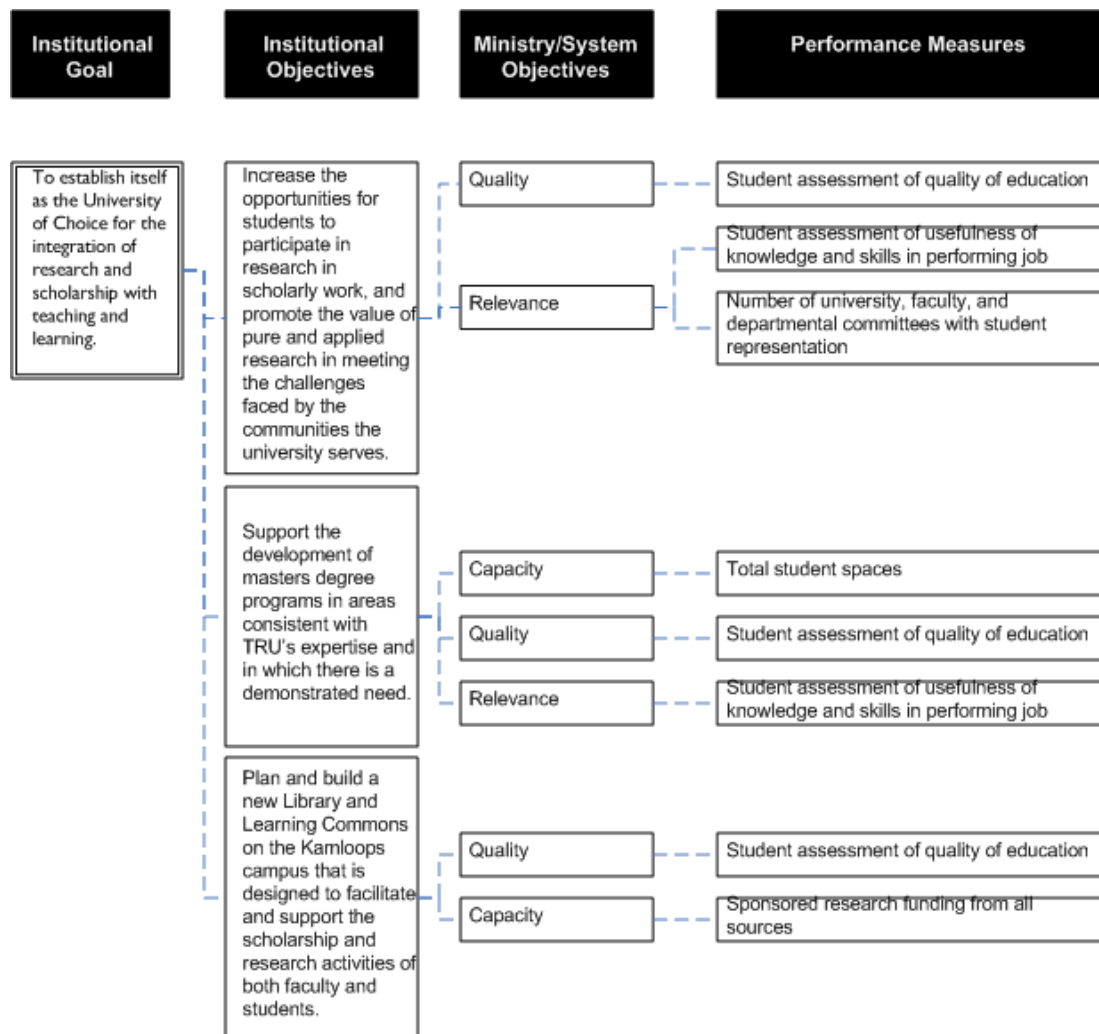 Institutional
Goal
Institutional
Objectives
Ministry/System
Objectives
Performance Measures
To establish itself
as the University
of Choice for the
integration of
research and
scholarship with
teaching and
learning.
Increase the
opportunities for
students to
participate in
research in
scholarly work, and
promote the value of
pure and applied
research in meeting
the challenges
faced by the
communities the
university serves.
Quality
Student assessment of quality of education
Relevance
Student assessment of usefulness of
knowledge and skills in performing job
Number of university, faculty, and
departmental committees with student
representation
Support the
development of
masters degree
programs in areas
consistent with
TRU's expertise and
in which there is a
demonstrated need.
Capacity
Total student spaces
Quality
Student assessment of quality of education
Relevance
Student assessment of usefulness of
knowledge and skills in performing job
Plan and build a
new Library and
Learning Commons
on the Kamloops
campus that is
designed to facilitate
and support the
scholarship and
research activities of
both faculty and
students.
Quality
Student assessment of quality of education
Capacity
Sponsored research funding from all
sources